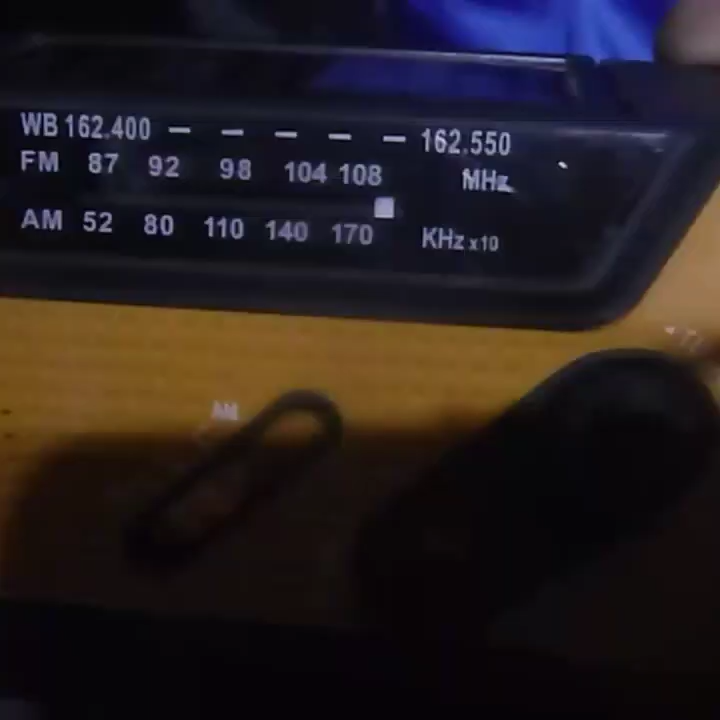 WB 162.400 – – – – – 162.550
FM 87 92 98 104 108 MHz
AM 52 80 110 140 170 KHz x10
AM